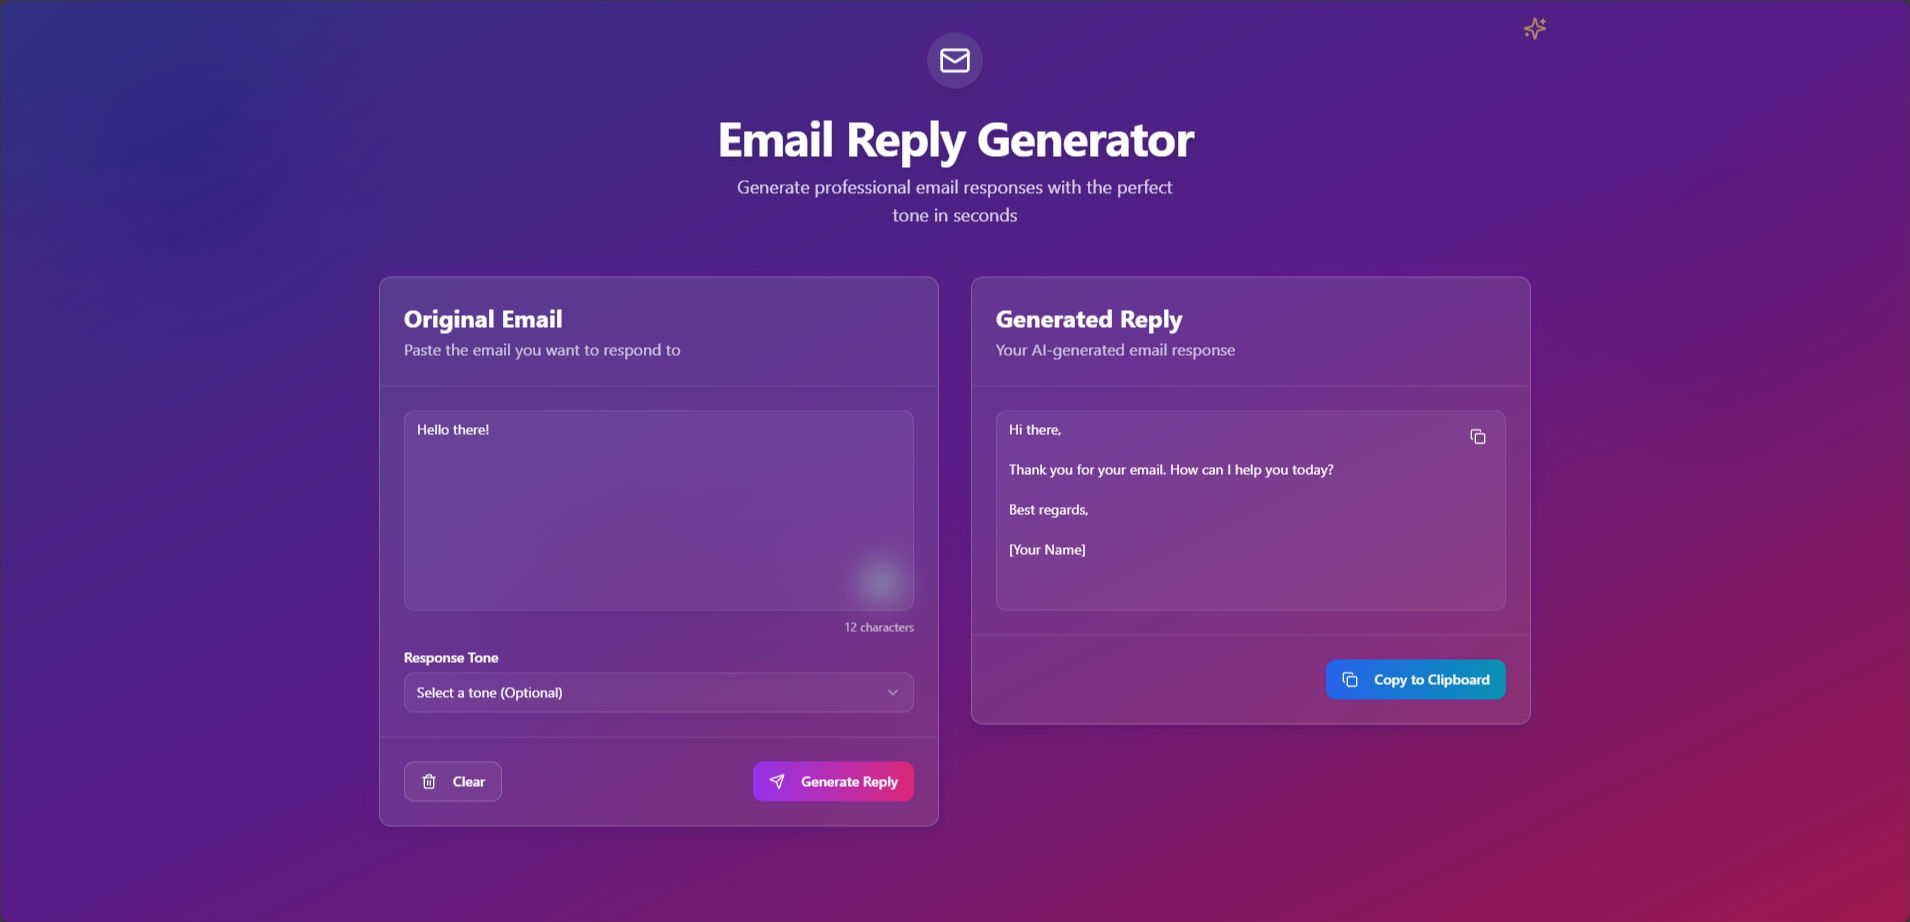 Email Reply Generator
Generate professional email responses with the perfect
tone in seconds
Original Email
Paste the email you want to respond to
Hello there!
12 characters
Response Tone
Select a tone (Optional)
Clear
Generate Reply
Generated Reply
Your AI-generated email response
Hi there,
Thank you for your email. How can I help you today?
Best regards,
[Your Name]
Copy to Clipboard